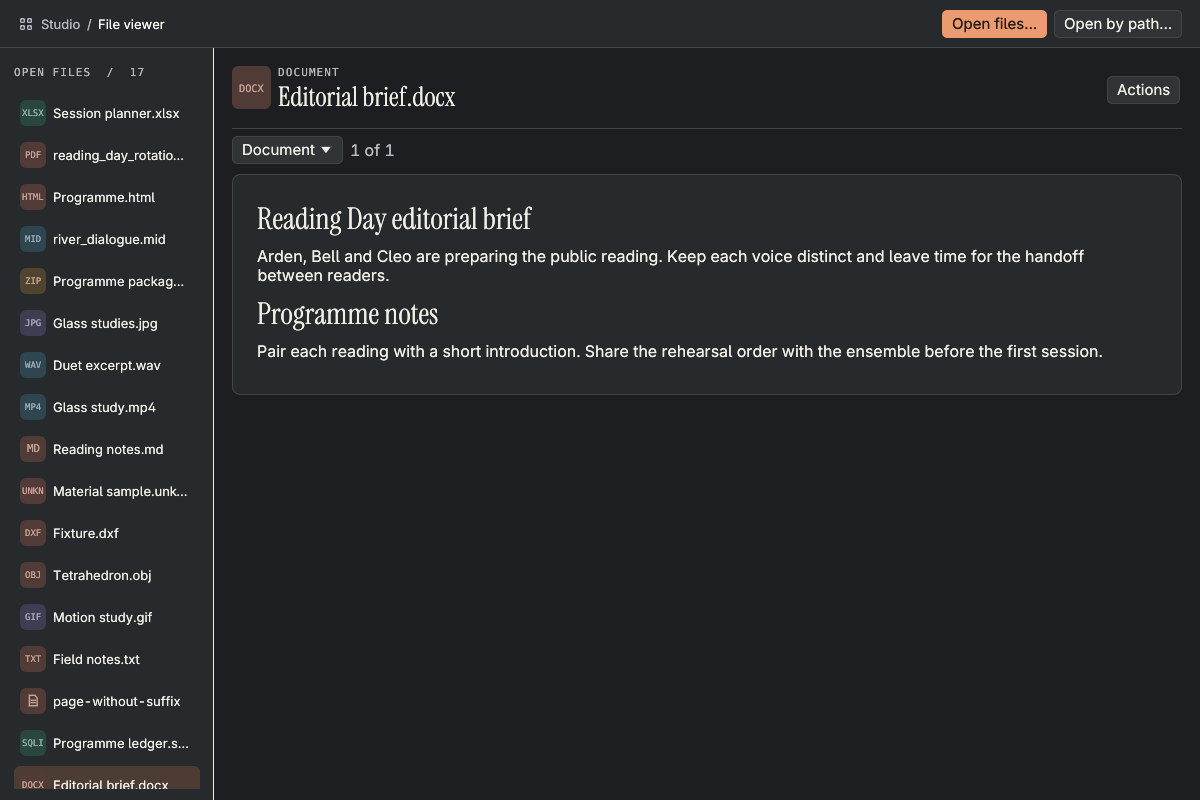 Studio / File viewer
Open files...
Open by path...
OPEN FILES / 17
XLSX Session planner.xlsx
PDF reading_day_rotatio...
HTML Programme.html
MID river_dialogue.mid
ZIP Programme packag...
JPG Glass studies.jpg
WAV Duet excerpt.wav
MP4 Glass study.mp4
MD Reading notes.md
UNKN Material sample.unk...
DXF Fixture.dxf
OBJ Tetrahedron.obj
GIF Motion study.gif
TXT Field notes.txt
page-without-suffix
SQLI Programme ledger.s...
DOCX Editorial brief.docx
DOCX
DOCUMENT
Editorial brief.docx
Actions
Document
1 of 1
Reading Day editorial brief
Arden, Bell and Cleo are preparing the public reading. Keep each voice distinct and leave time for the handoff
between readers.
Programme notes
Pair each reading with a short introduction. Share the rehearsal order with the ensemble before the first session.